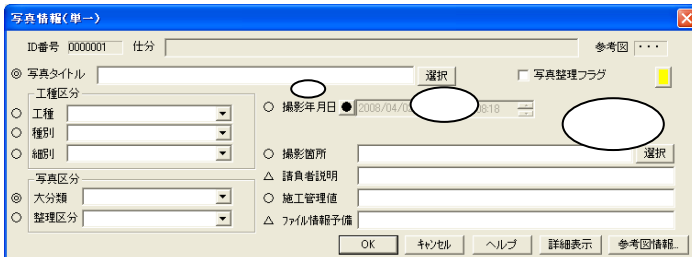 写真情報(単一)
ID番号 0000001 仕分 参考図 ・・・
◎ 写真タイトル 選択 写真整理フラグ
工種区分
○ 工種 ○ 撮影年月日 ● 2008/04/0 08:18
○ 種別
○ 細別 ○ 撮影箇所 選択
写真区分 △ 請負者説明
◎ 大分類 ○ 施工管理値
○ 整理区分 △ ファイル情報予備
OK キャンセル ヘルプ 詳細表示 参考図情報..